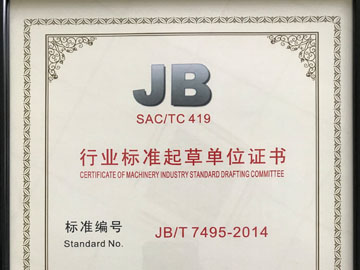 JB
SAC/TC 419
行业标准起草单位证书
CERTIFICATE OF MACHINERY INDUSTRY STANDARD DRAFTING COMMITTEE
标准编号
Standard No.
JB/T 7495-2014